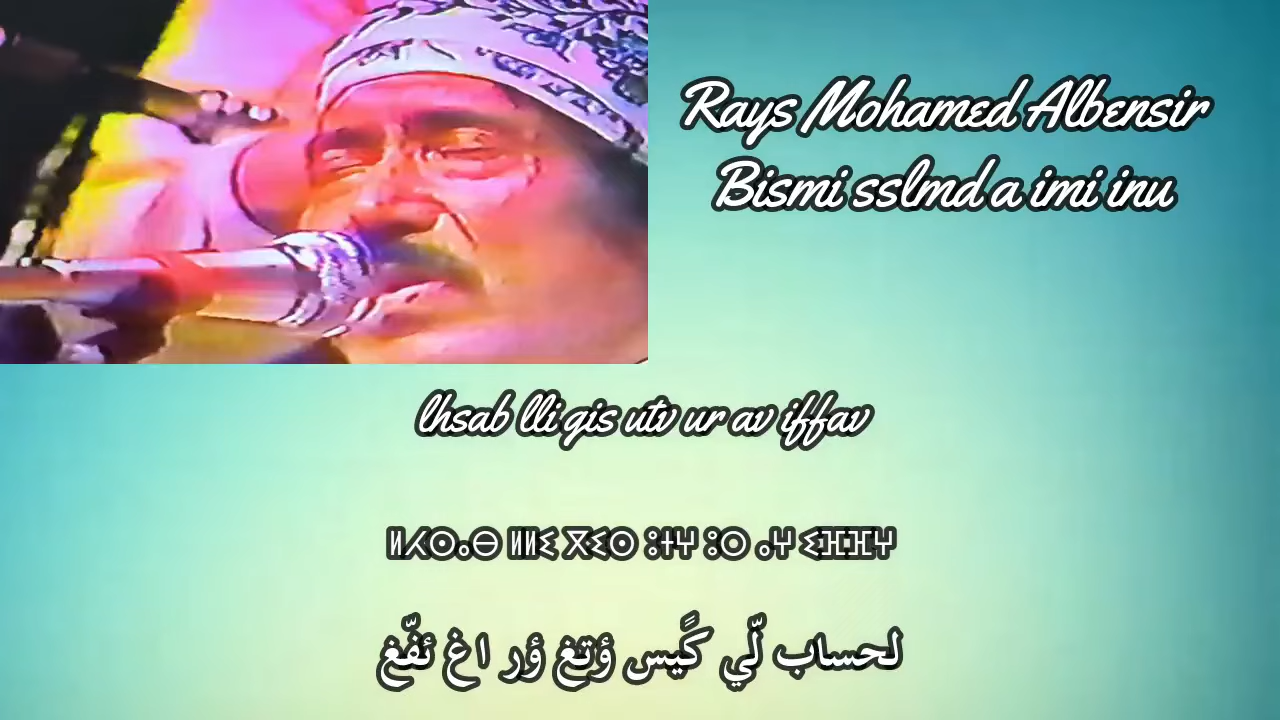 Rays Mohamed Albensir
Bismi sslmd a imi inu
lhsab lli gis utv ur av iffav
ⵍⵃⵙⴰⴱ ⵍⵍⵉ ⴳⵉⵙ ⵓⵜⵖ ⵓⵔ ⴰⵖ ⵉⴼⴼⵖ
لحساب لّي كًيس ؤتغ ؤر اغ ئفّغ